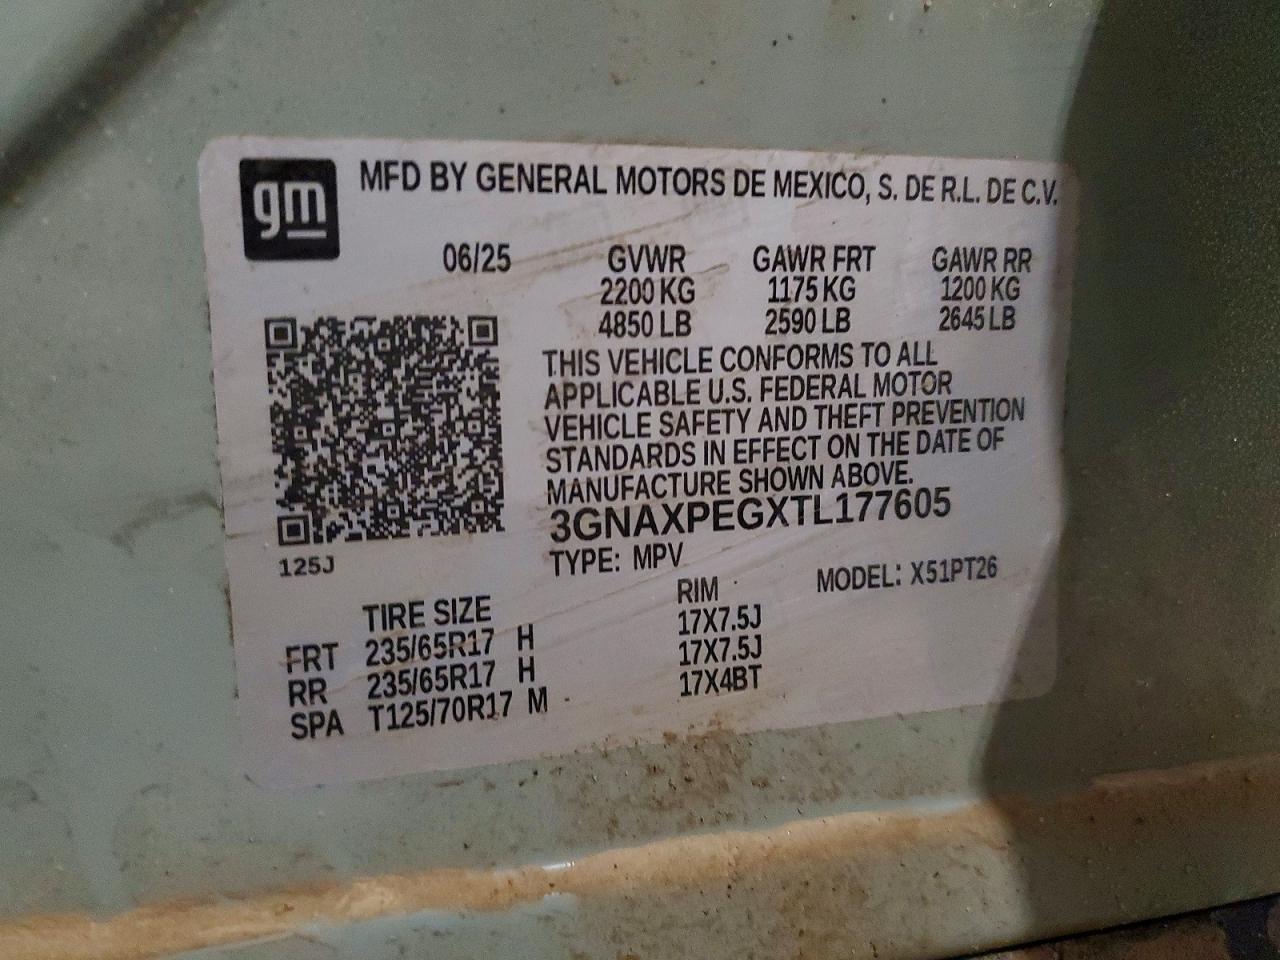 gm
MFD BY GENERAL MOTORS DE MEXICO, S. DE R.L. DE C.V.
06/25 GVWR GAWR FRT GAWR RR
2200 KG 1175 KG 1200 KG
4850 LB 2590 LB 2645 LB
THIS VEHICLE CONFORMS TO ALL
APPLICABLE U.S. FEDERAL MOTOR
VEHICLE SAFETY AND THEFT PREVENTION
STANDARDS IN EFFECT ON THE DATE OF
MANUFACTURE SHOWN ABOVE.
3GNAXPEGXTL177605
125J TYPE: MPV MODEL: X51PT26
TIRE SIZE RIM
FRT 235/65R17 H 17X7.5J
RR 235/65R17 H 17X7.5J
SPA T125/70R17 M 17X4BT